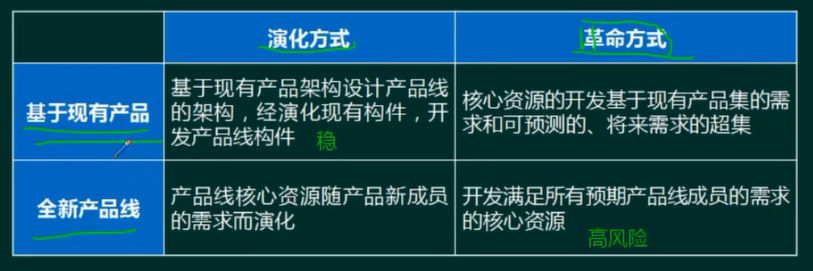 演化方式
革命方式
基于现有产品
基于现有产品架构设计产品线
的架构，经演化现有构件，开
发产品线构件
稳
核心资源的开发基于现有产品集的需
求和可预测的、将来需求的超集
全新产品线
产品线核心资源随产品新成员
的需求而演化
开发满足所有预期产品线成员的需求
的核心资源
高风险